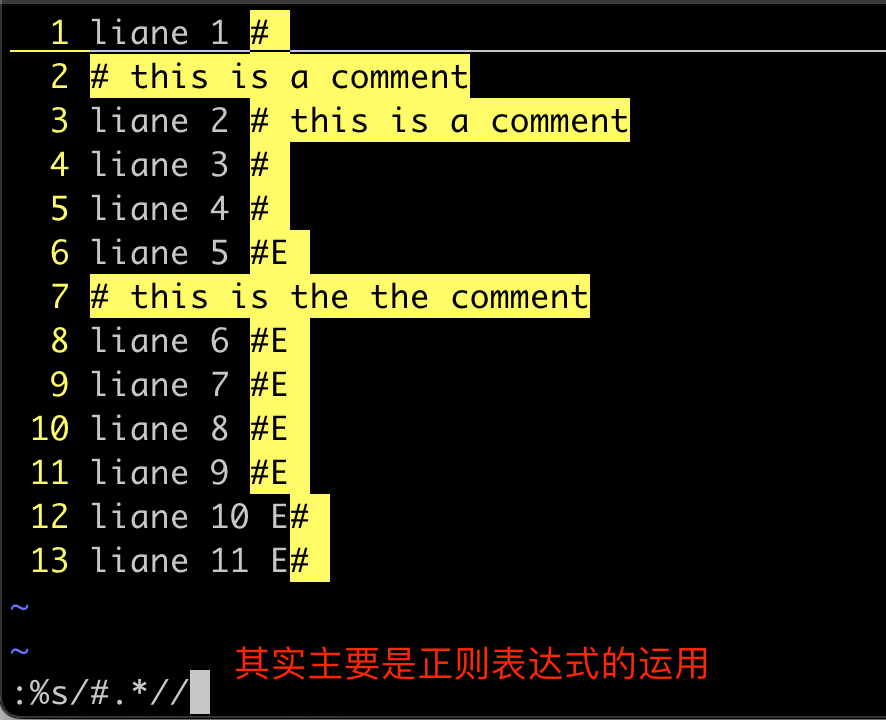 1 liane 1 #
2 # this is a comment
3 liane 2 # this is a comment
4 liane 3 #
5 liane 4 #
6 liane 5 #E
7 # this is the the comment
8 liane 6 #E
9 liane 7 #E
10 liane 8 #E
11 liane 9 #E
12 liane 10 E#
13 liane 11 E#
~
~
其实主要是正则表达式的运用
:%s/#.*//